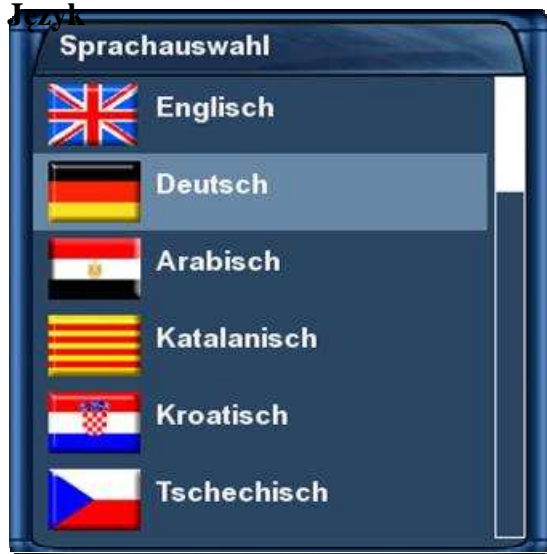 Język
Sprachauswahl
Englisch
Deutsch
Arabisch
Katalanisch
Kroatisch
Tschechisch